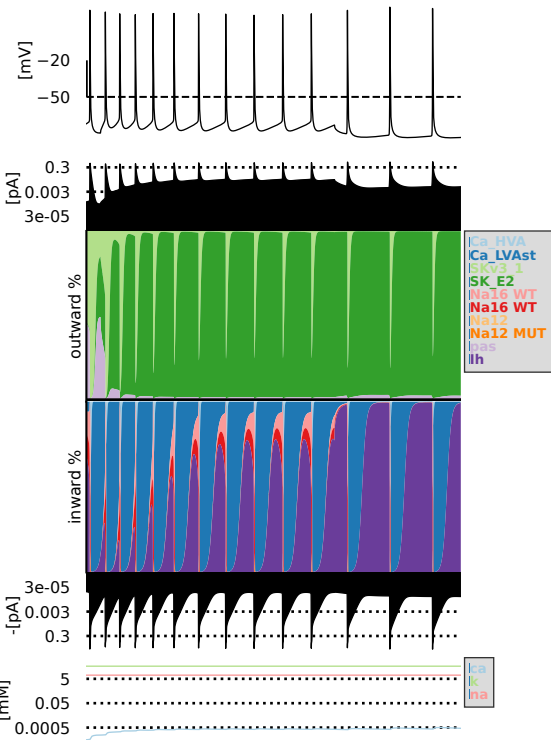 [mV]
−20
−50
[pA]
0.3
0.003
3e-05
outward %
Ca_HVA
Ca_LVAst
SKv3_1
SK_E2
Na16 WT
Na16 WT
Na12
Na12 MUT
pas
Ih
inward %
-[pA]
3e-05
0.003
0.3
[mM]
5
0.05
0.0005
ca
k
na